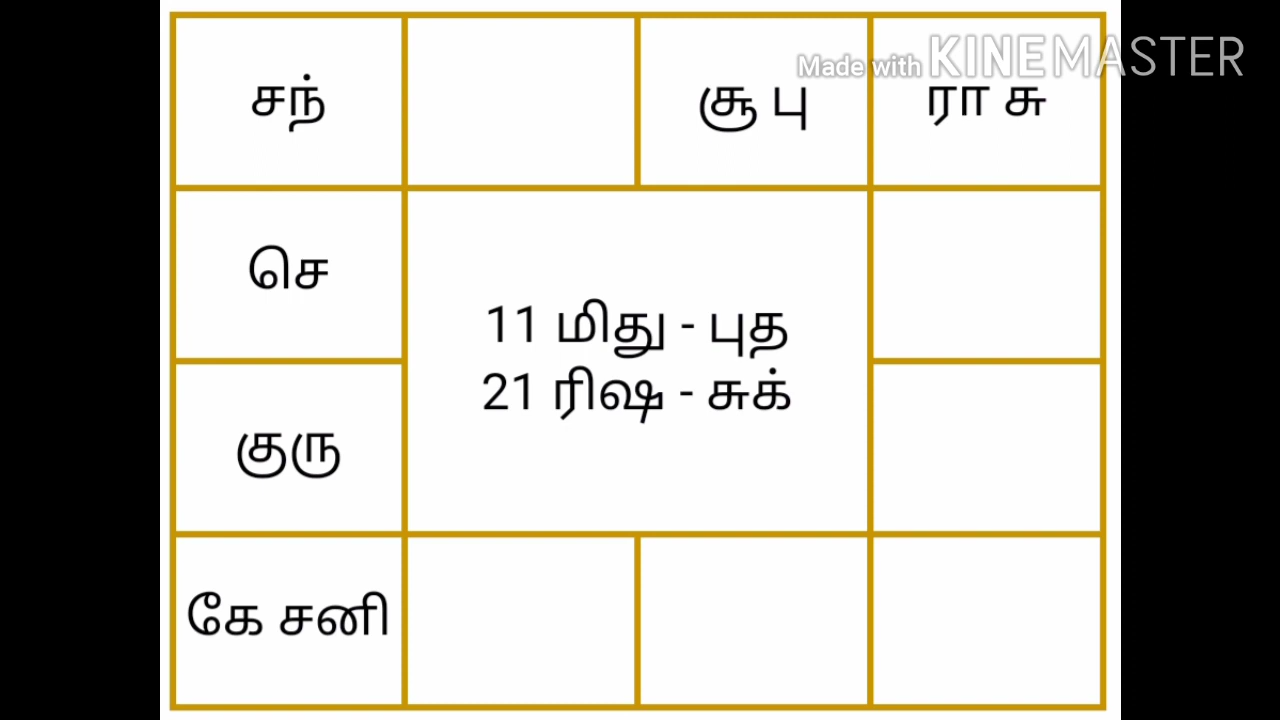 Made with KINEMASTER
சந்
சூ பு
ரா சு
செ
11 மிது - புத
21 ரிஷ - சுக்
குரு
கே சனி